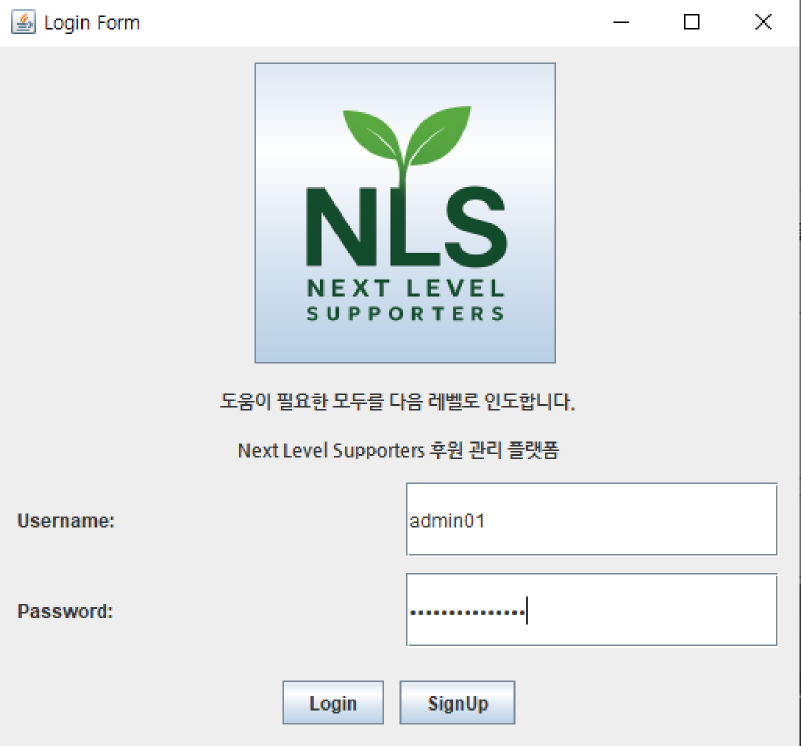 Login Form
NLS
NEXT LEVEL
SUPPORTERS
도움이 필요한 모두를 다음 레벨로 인도합니다.
Next Level Supporters 후원 관리 플랫폼
Username:
admin01
Password:
•••••••••••••••
Login
SignUp